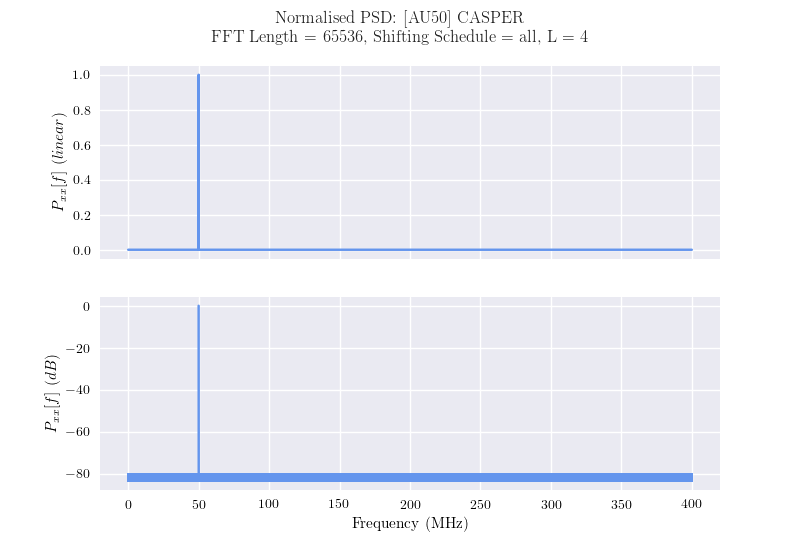 Normalised PSD: [AU50] CASPER
FFT Length = 65536, Shifting Schedule = all, L = 4
1.0
0.8
0.6
0.4
0.2
0.0
P_xx[f] (linear)
0
−20
−40
−60
−80
P_xx[f] (dB)
0 50 100 150 200 250 300 350 400
Frequency (MHz)